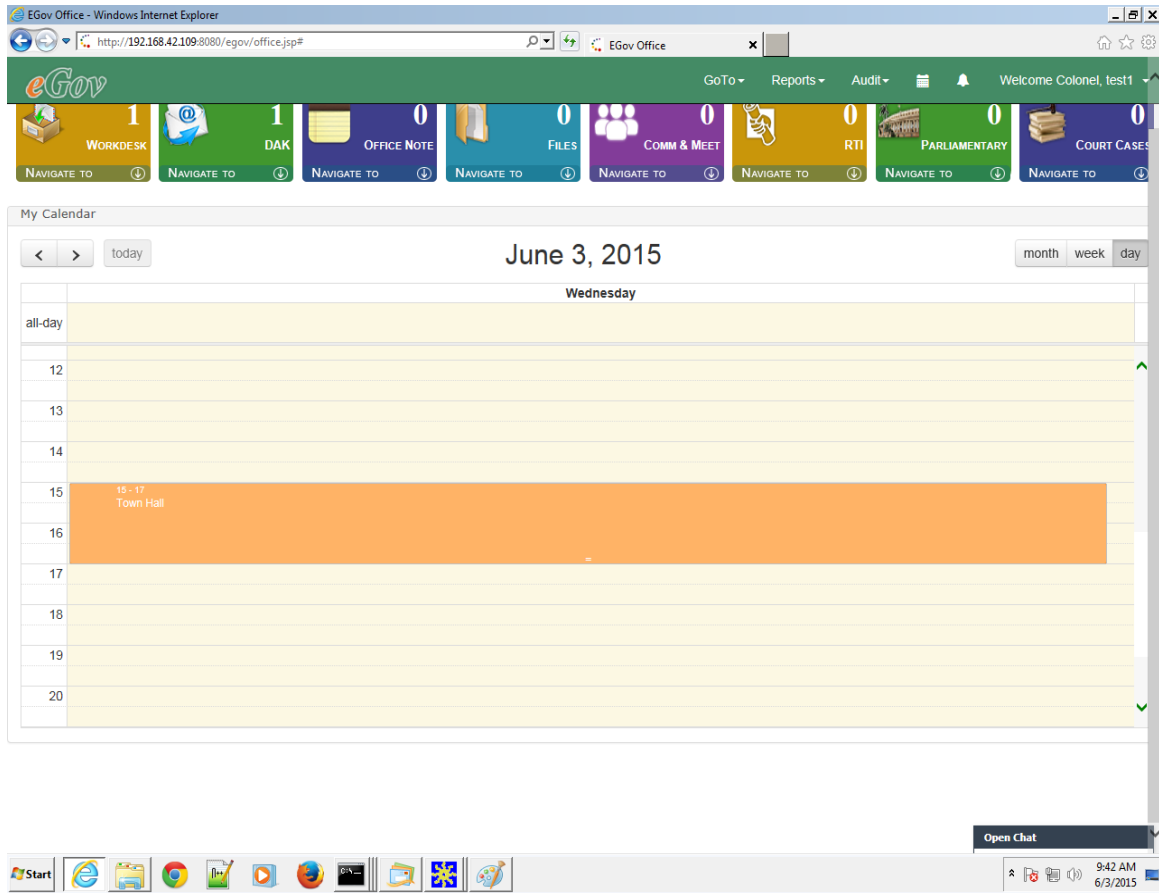 EGov Office - Windows Internet Explorer
http://192.168.42.109:8080/egov/office.jsp#
EGov Office
eGov
GoTo
Reports
Audit
Welcome Colonel, test1
1
WORKDESK
NAVIGATE TO
1
DAK
NAVIGATE TO
0
OFFICE NOTE
NAVIGATE TO
0
FILES
NAVIGATE TO
0
COMM & MEET
NAVIGATE TO
0
RTI
NAVIGATE TO
0
PARLIAMENTARY
NAVIGATE TO
0
COURT CASES
NAVIGATE TO
My Calendar
today
June 3, 2015
month week day
Wednesday
all-day
12
13
14
15
15 - 17
Town Hall
16
17
18
19
20
Open Chat
Start
9:42 AM
6/3/2015